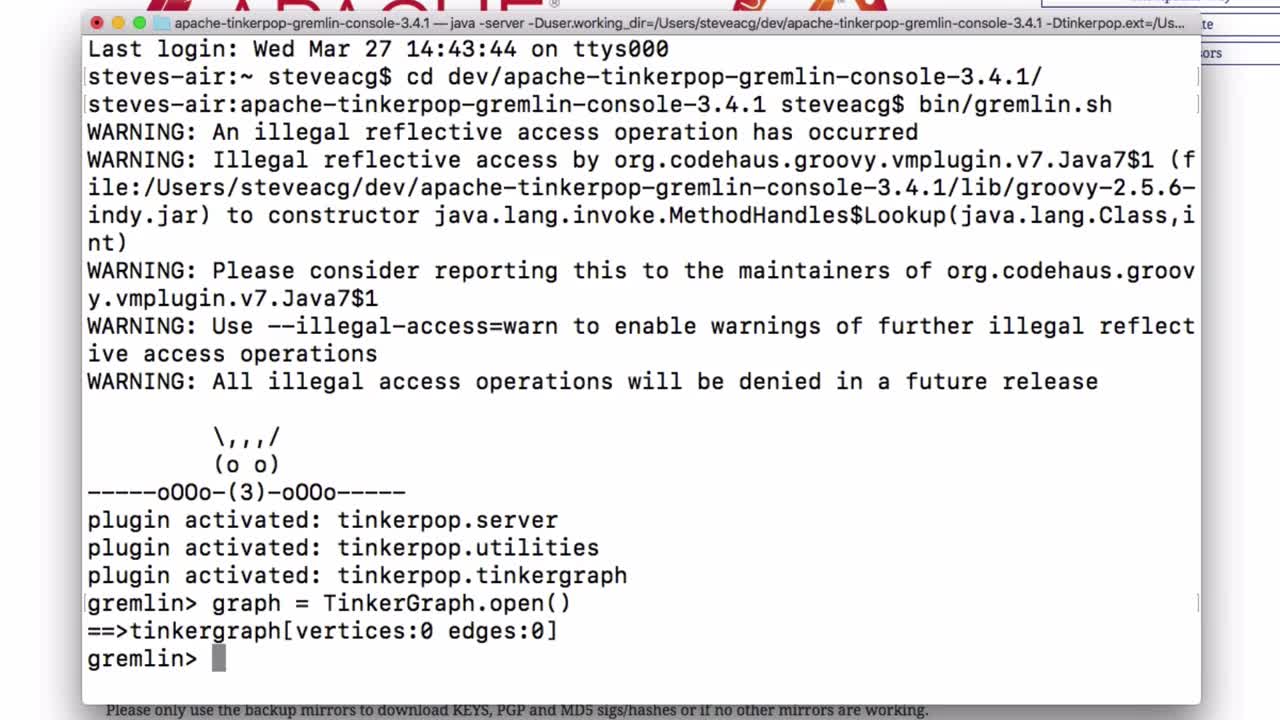 APACHE
apache-tinkerpop-gremlin-console-3.4.1 — java -server -Duser.working_dir=/Users/steveacg/dev/apache-tinkerpop-gremlin-console-3.4.1 -Dtinkerpop.ext=/Us...
Last login: Wed Mar 27 14:43:44 on ttys000
steves-air:~ steveacg$ cd dev/apache-tinkerpop-gremlin-console-3.4.1/
steves-air:apache-tinkerpop-gremlin-console-3.4.1 steveacg$ bin/gremlin.sh
WARNING: An illegal reflective access operation has occurred
WARNING: Illegal reflective access by org.codehaus.groovy.vmplugin.v7.Java7$1 (f
ile:/Users/steveacg/dev/apache-tinkerpop-gremlin-console-3.4.1/lib/groovy-2.5.6-
indy.jar) to constructor java.lang.invoke.MethodHandles$Lookup(java.lang.Class,i
nt)
WARNING: Please consider reporting this to the maintainers of org.codehaus.groov
y.vmplugin.v7.Java7$1
WARNING: Use --illegal-access=warn to enable warnings of further illegal reflect
ive access operations
WARNING: All illegal access operations will be denied in a future release
\,,,/
(o o)
-----oOOo-(3)-oOOo-----
plugin activated: tinkerpop.server
plugin activated: tinkerpop.utilities
plugin activated: tinkerpop.tinkergraph
gremlin> graph = TinkerGraph.open()
==>tinkergraph[vertices:0 edges:0]
gremlin>
Please only use the backup mirrors to download KEYS, PGP and MD5 sigs/hashes or if no other mirrors are working.